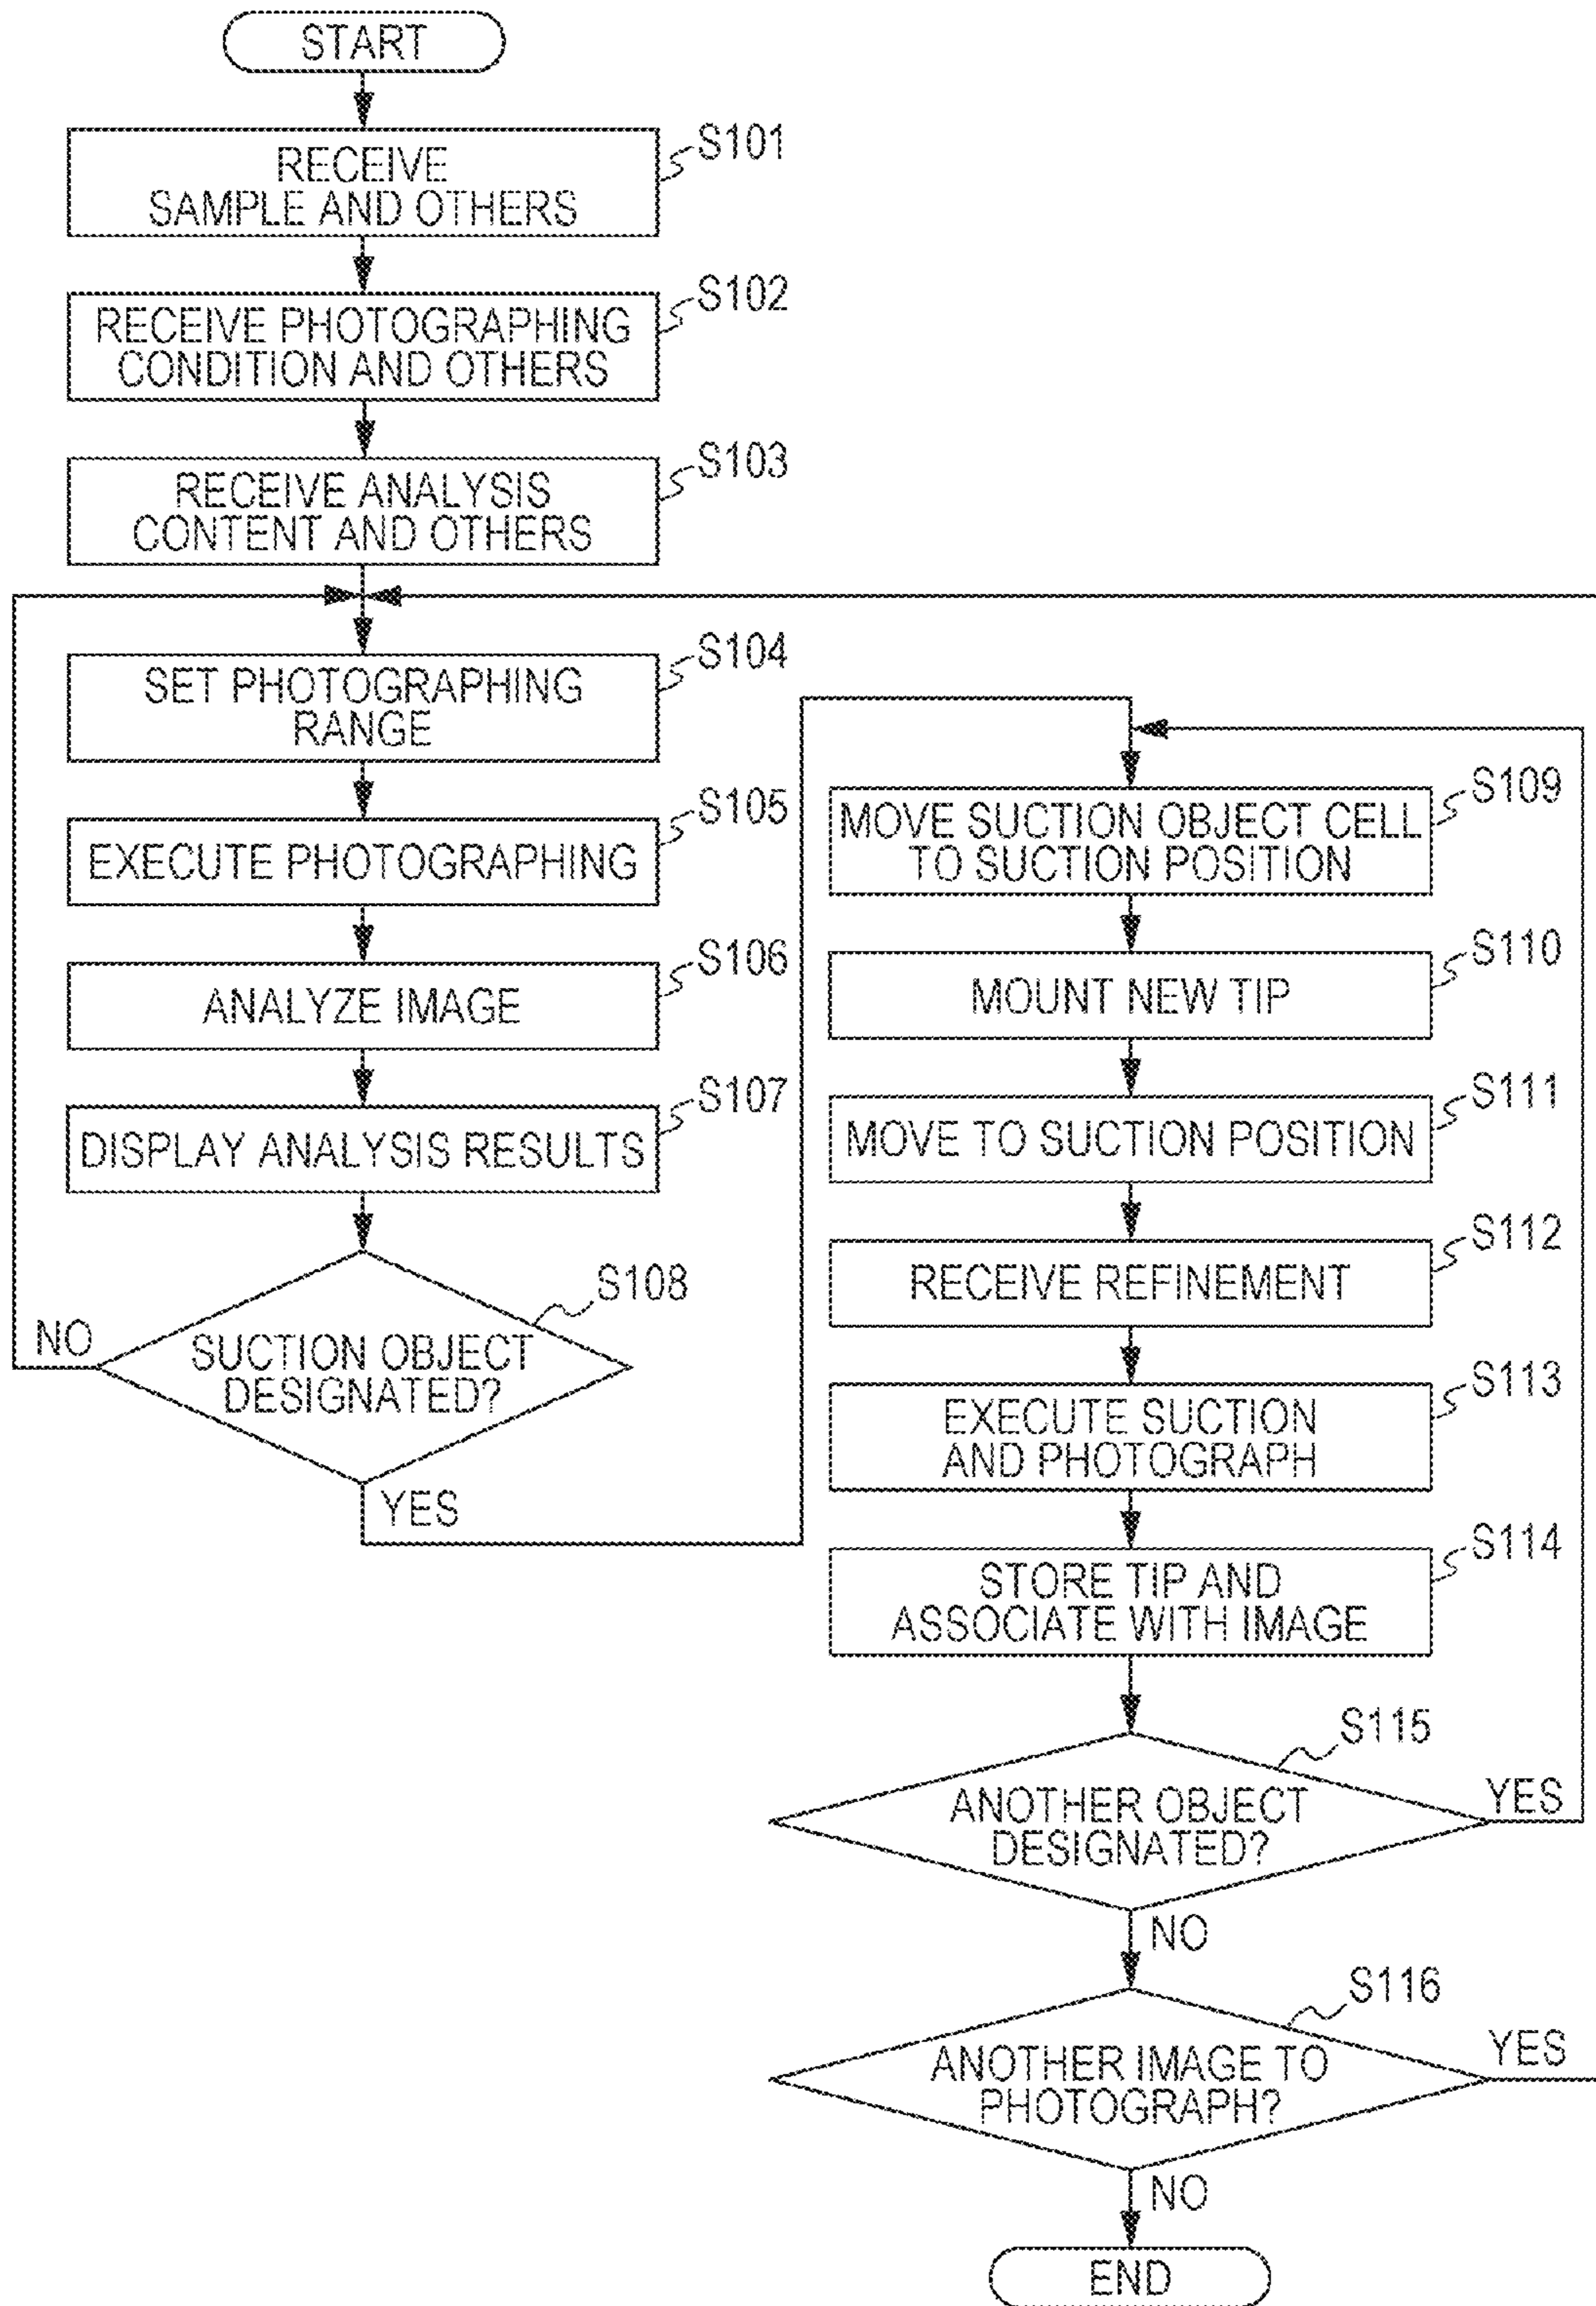 START
RECEIVE
SAMPLE AND OTHERS
S101
RECEIVE PHOTOGRAPHING
CONDITION AND OTHERS
S102
RECEIVE ANALYSIS
CONTENT AND OTHERS
S103
SET PHOTOGRAPHING
RANGE
S104
EXECUTE PHOTOGRAPHING
S105
ANALYZE IMAGE
S106
DISPLAY ANALYSIS RESULTS
S107
SUCTION OBJECT
DESIGNATED?
S108
NO
YES
MOVE SUCTION OBJECT CELL
TO SUCTION POSITION
S109
MOUNT NEW TIP
S110
MOVE TO SUCTION POSITION
S111
RECEIVE REFINEMENT
S112
EXECUTE SUCTION
AND PHOTOGRAPH
S113
STORE TIP AND
ASSOCIATE WITH IMAGE
S114
ANOTHER OBJECT
DESIGNATED?
S115
YES
NO
ANOTHER IMAGE TO
PHOTOGRAPH?
S116
YES
NO
END